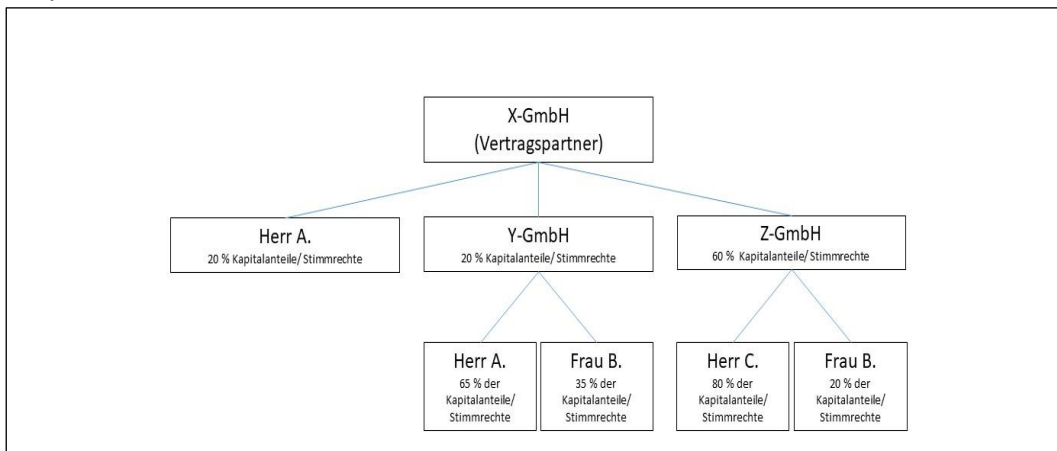 X-GmbH
(Vertragspartner)
Herr A.
20 % Kapitalanteile/ Stimmrechte
Y-GmbH
20 % Kapitalanteile/ Stimmrechte
Z-GmbH
60 % Kapitalanteile/ Stimmrechte
Herr A.
65 % der
Kapitalanteile/
Stimmrechte
Frau B.
35 % der
Kapitalanteile/
Stimmrechte
Herr C.
80 % der
Kapitalanteile/
Stimmrechte
Frau B.
20 % der
Kapitalanteile/
Stimmrechte